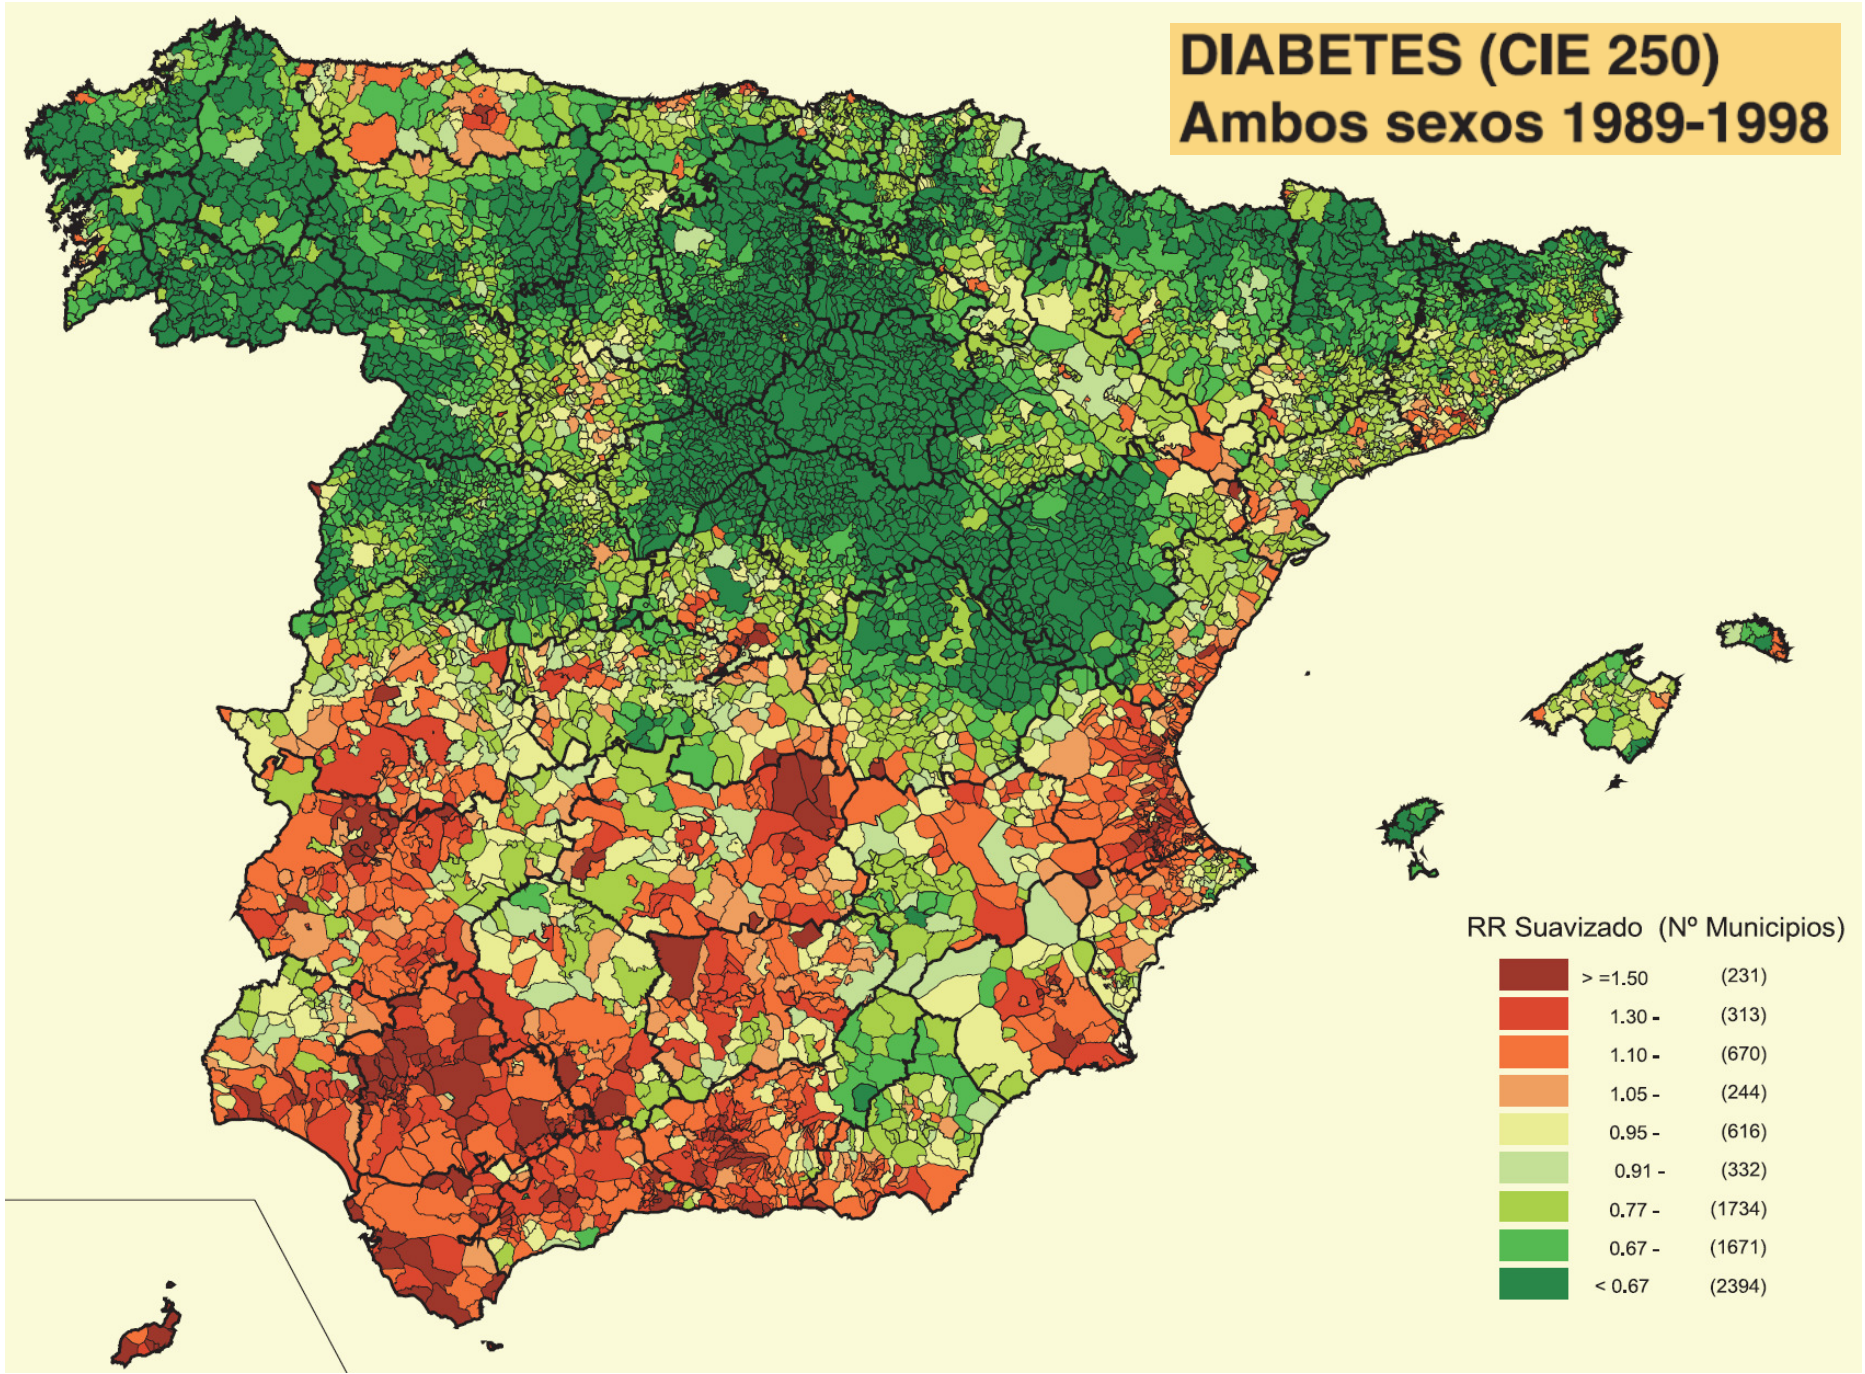 DIABETES (CIE 250)
Ambos sexos 1989-1998
RR Suavizado (Nº Municipios)
> =1.50 (231)
1.30 - (313)
1.10 - (670)
1.05 - (244)
0.95 - (616)
0.91 - (332)
0.77 - (1734)
0.67 - (1671)
< 0.67 (2394)